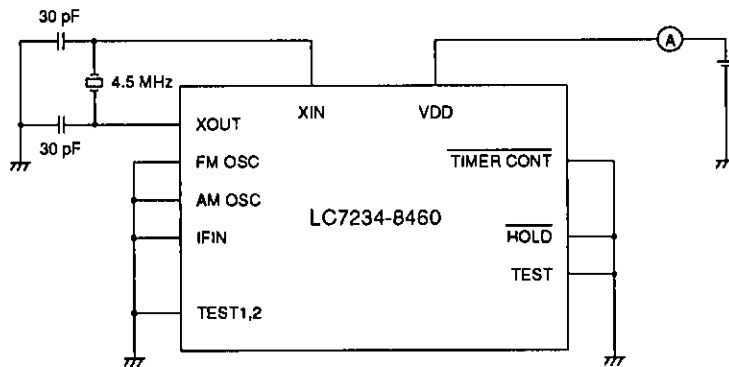 30 pF
A
4.5 MHz
XIN
VDD
XOUT
30 pF
FM OSC
TIMER CONT
AM OSC
LC7234-8460
IFIN
HOLD
TEST
TEST1,2